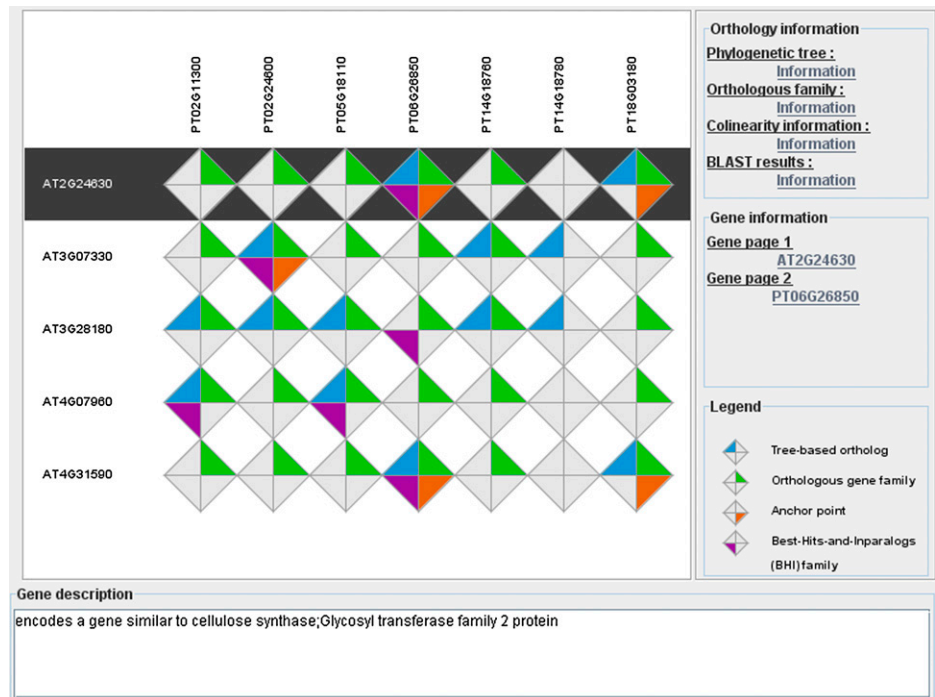 PT02G11300
PT02G24600
PT05G18110
PT06G26850
PT14G18760
PT14G18780
PT18G03180
AT2G24630
AT3G07330
AT3G28180
AT4G07960
AT4G31590
Orthology information
Phylogenetic tree :
Information
Orthologous family :
Information
Colinearity information :
Information
BLAST results :
Information
Gene information
Gene page 1
AT2G24630
Gene page 2
PT06G26850
Legend
Tree-based ortholog
Orthologous gene family
Anchor point
Best-Hits-and-Inparalogs
(BHI)family
Gene description
encodes a gene similar to cellulose synthase;Glycosyl transferase family 2 protein